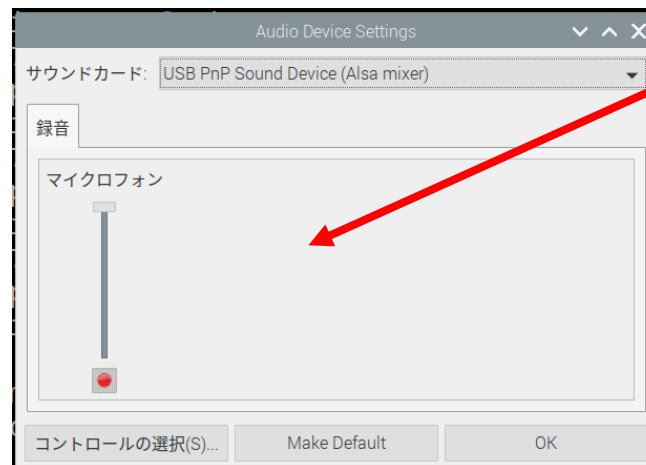 Audio Device Settings
サウンドカード: USB PnP Sound Device (Alsa mixer)
録音
マイクロフォン
コントロールの選択(S)... Make Default OK